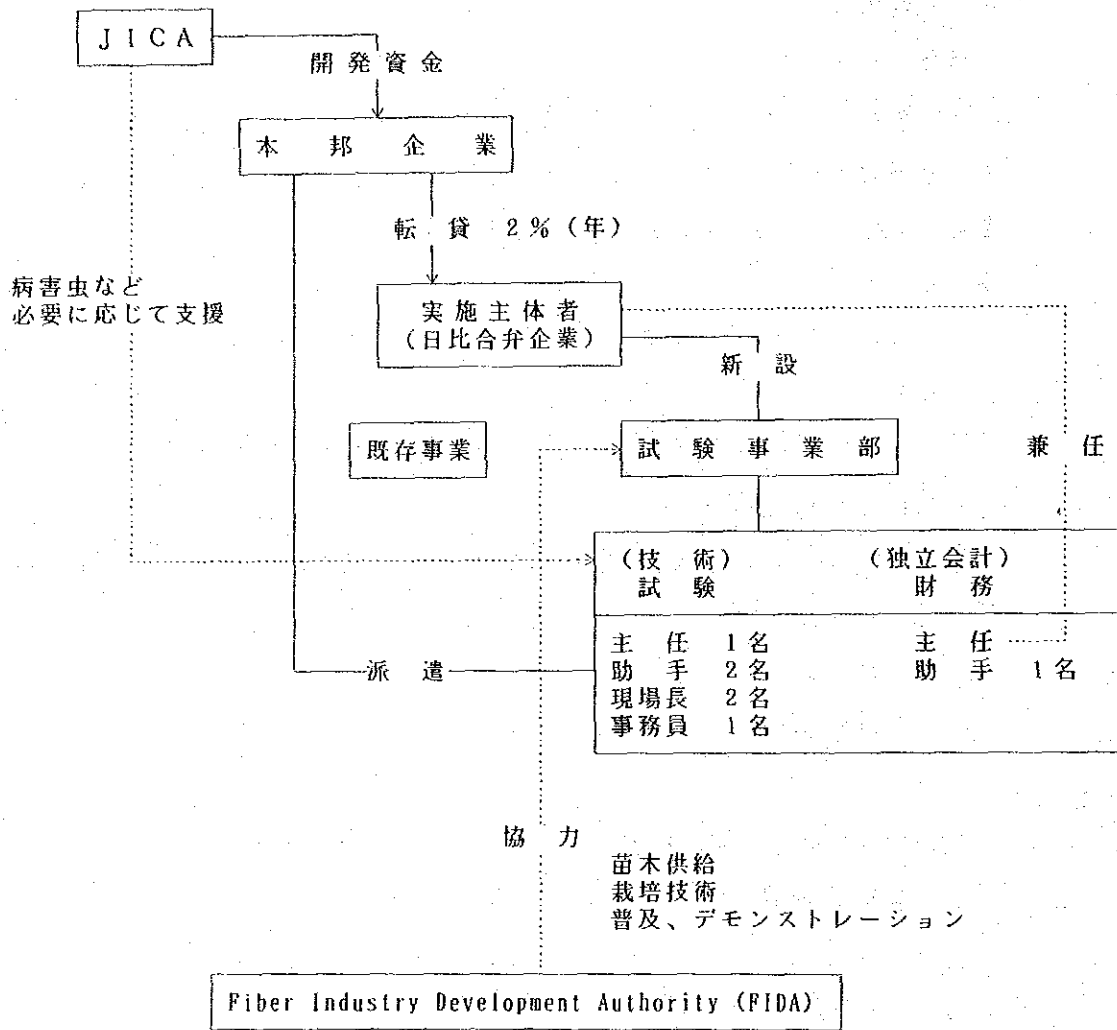 JICA
開発資金
本邦企業
転貸 2%(年)
病害虫など
必要に応じて支援
実施主体者
(日比合弁企業)
新設
既存事業
試験事業部
兼任
(技術) (独立会計)
試験 財務
主任 1名 主任
助手 2名 助手 1名
派遣
現場長 2名
事務員 1名
協力
苗木供給
栽培技術
普及、デモンストレーション
Fiber Industry Development Authority (FIDA)